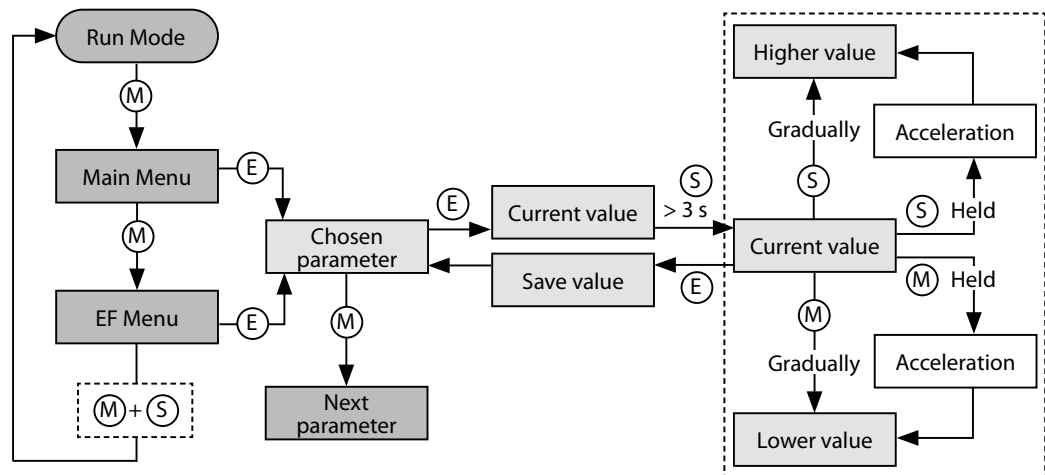 Run Mode
M
Main Menu
E
M
EF Menu
E
M + S
Chosen
parameter
M
Next
parameter
E
Current value
S
> 3 s
Save value
E
Higher value
Gradually
S
Acceleration
S Held
Current value
M Held
M
Gradually
Acceleration
Lower value